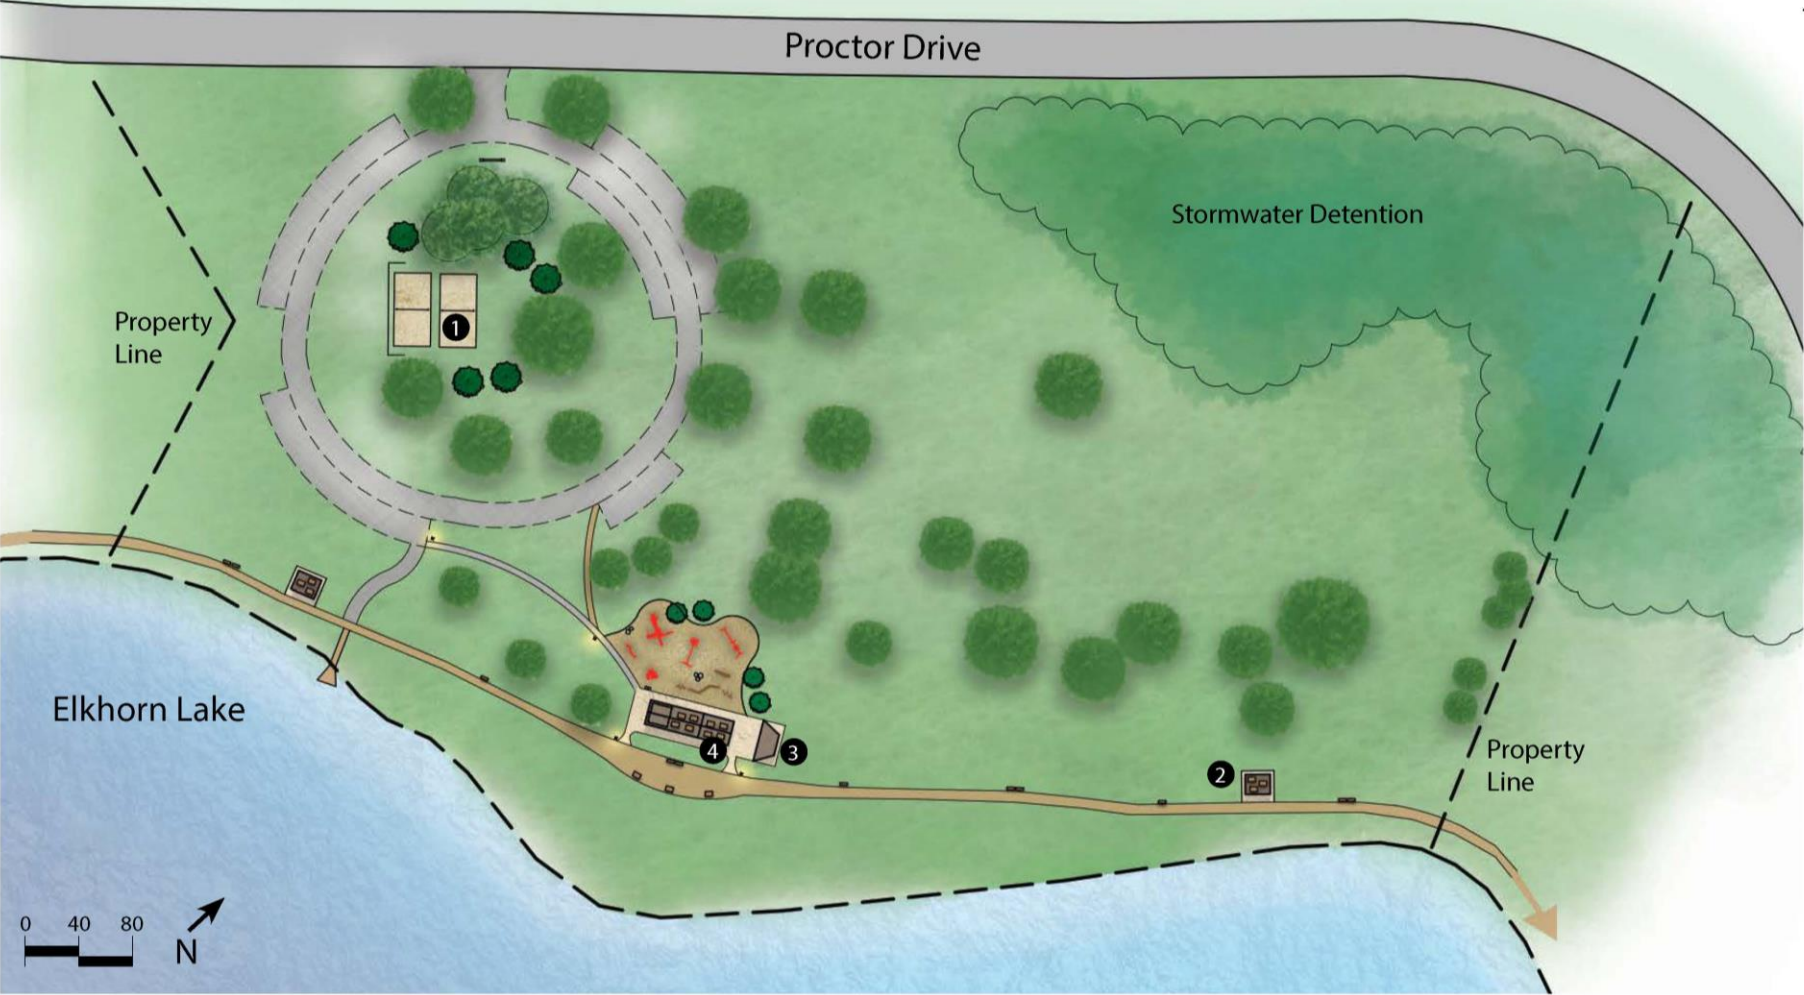 Proctor Drive
Stormwater Detention
Property
Line
1
Elkhorn Lake
4
3
2
Property
Line
0 40 80
N